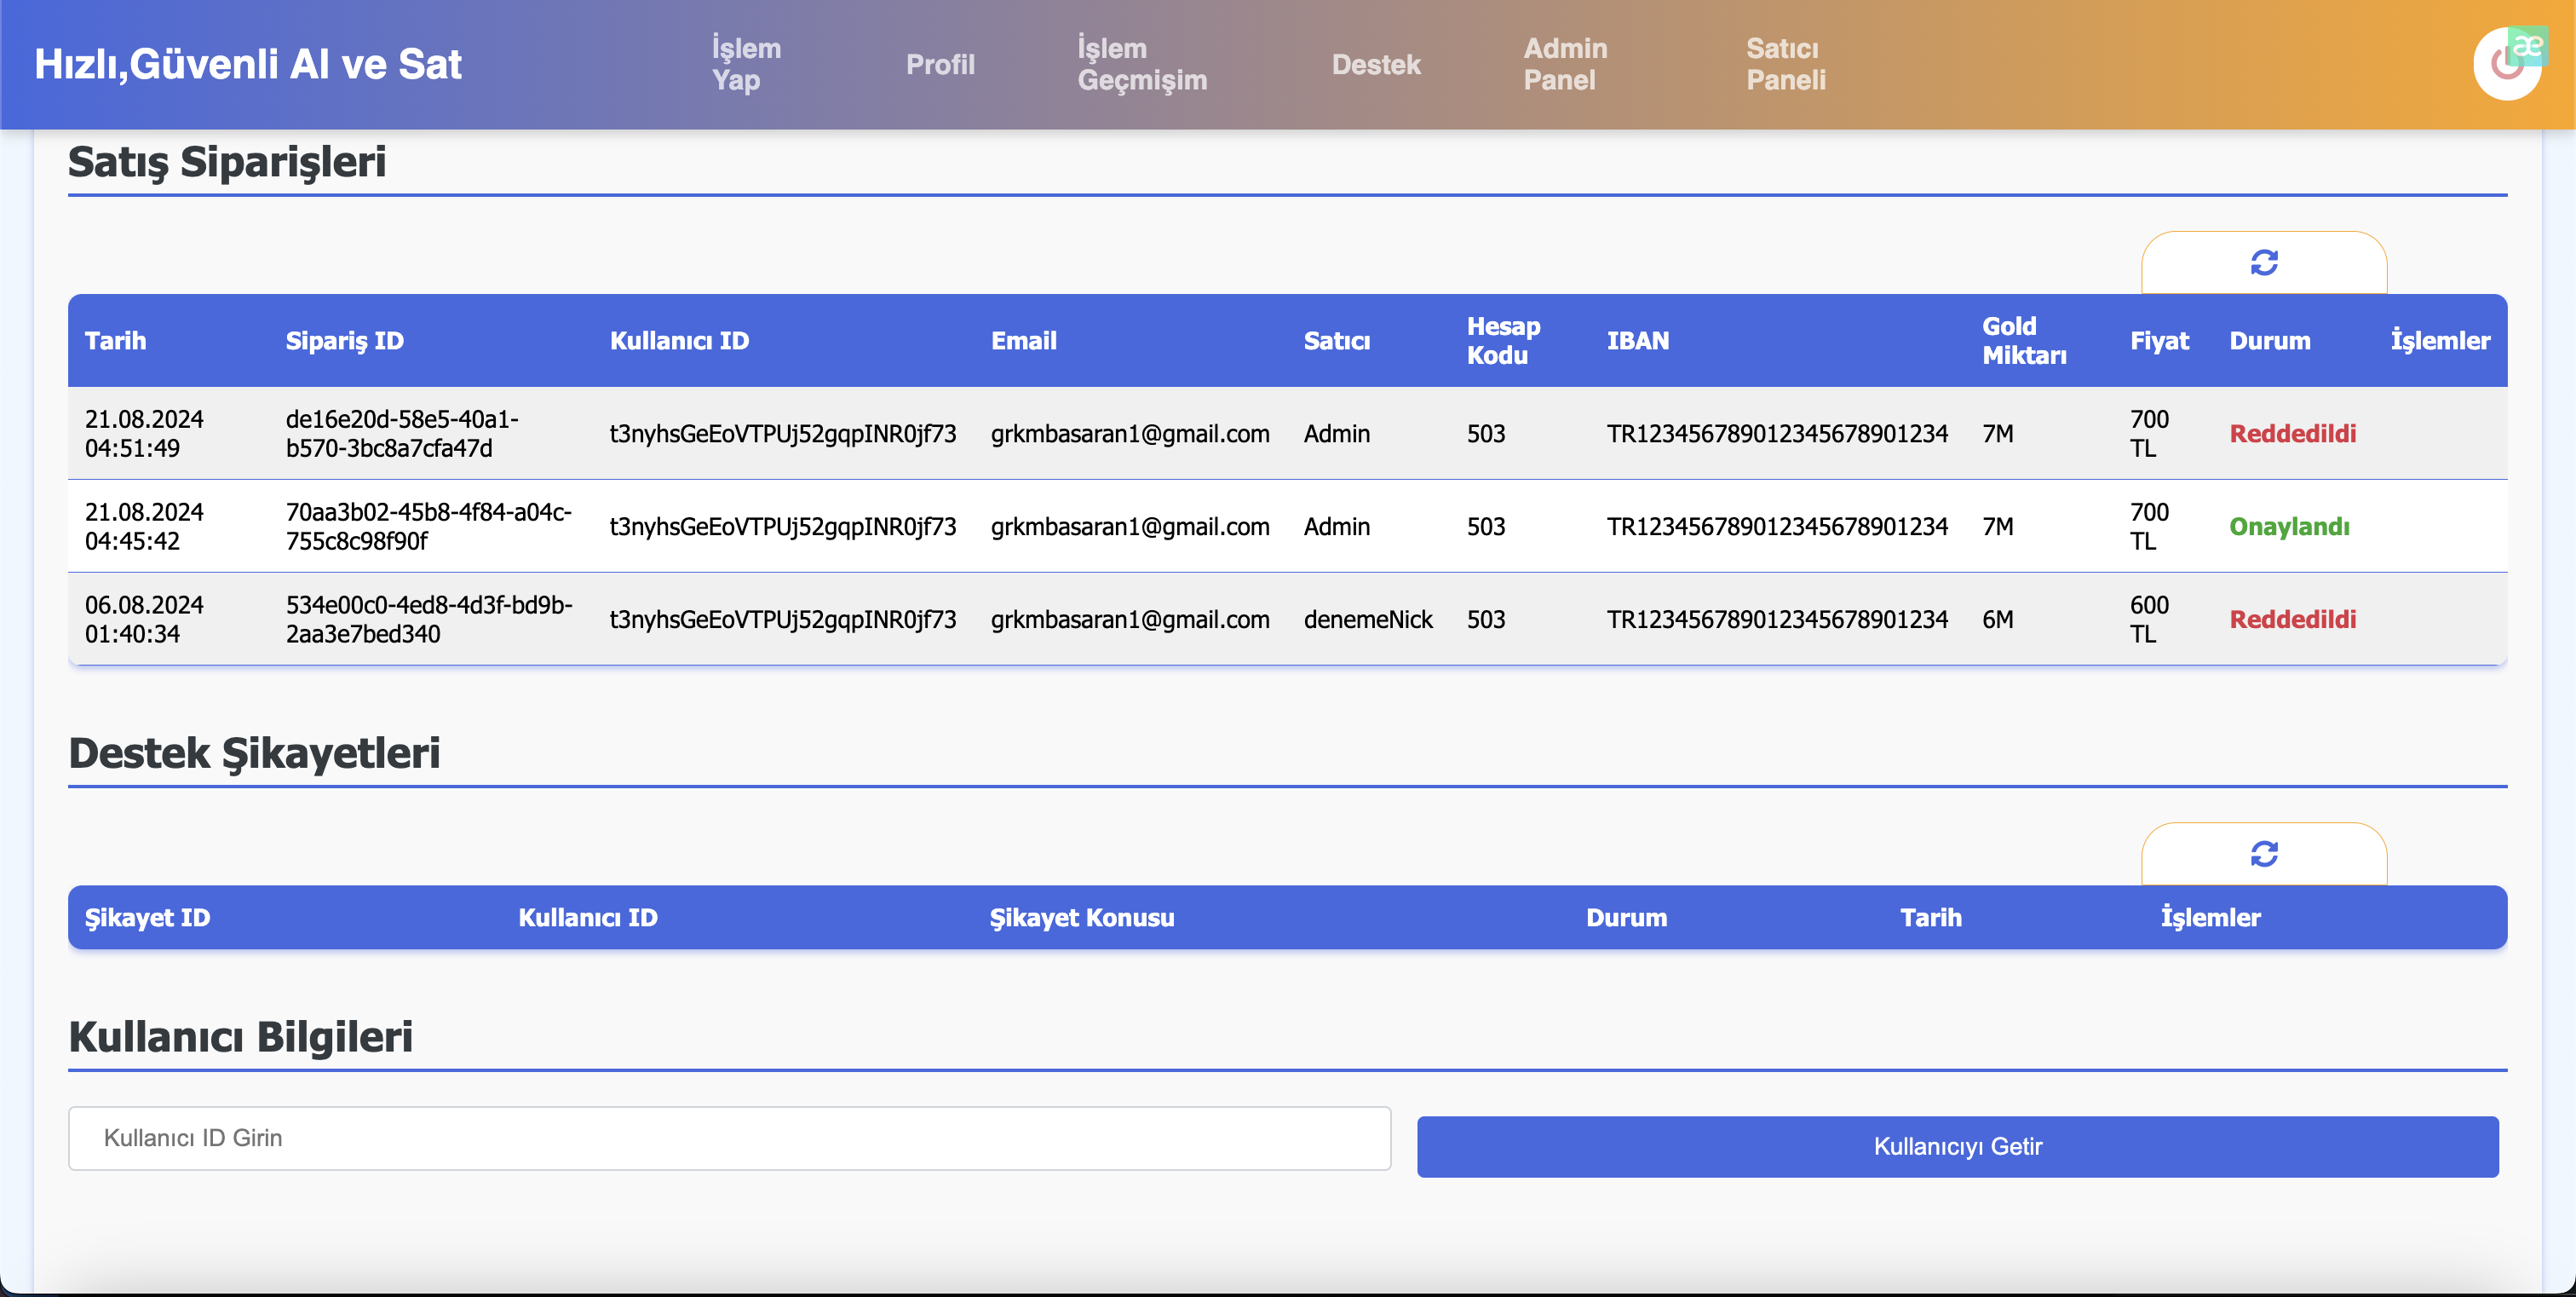 Hızlı,Güvenli Al ve Sat
İşlem Yap
Profil
İşlem Geçmişim
Destek
Admin Panel
Satıcı Paneli
æ
Satış Siparişleri
Tarih Sipariş ID Kullanıcı ID Email Satıcı Hesap Kodu IBAN Gold Miktarı Fiyat Durum İşlemler
21.08.2024 de16e20d-58e5-40a1- t3nyhsGeEoVTPUj52gqpINR0jf73 grkmbasaran1@gmail.com Admin 503 TR123456789012345678901234 7M 700 Reddedildi
04:51:49 b570-3bc8a7cfa47d TL
21.08.2024 70aa3b02-45b8-4f84-a04c- t3nyhsGeEoVTPUj52gqpINR0jf73 grkmbasaran1@gmail.com Admin 503 TR123456789012345678901234 7M 700 Onaylandı
04:45:42 755c8c98f90f TL
06.08.2024 534e00c0-4ed8-4d3f-bd9b- t3nyhsGeEoVTPUj52gqpINR0jf73 grkmbasaran1@gmail.com denemeNick 503 TR123456789012345678901234 6M 600 Reddedildi
01:40:34 2aa3e7bed340 TL
Destek Şikayetleri
Şikayet ID Kullanıcı ID Şikayet Konusu Durum Tarih İşlemler
Kullanıcı Bilgileri
Kullanıcı ID Girin
Kullanıcıyı Getir